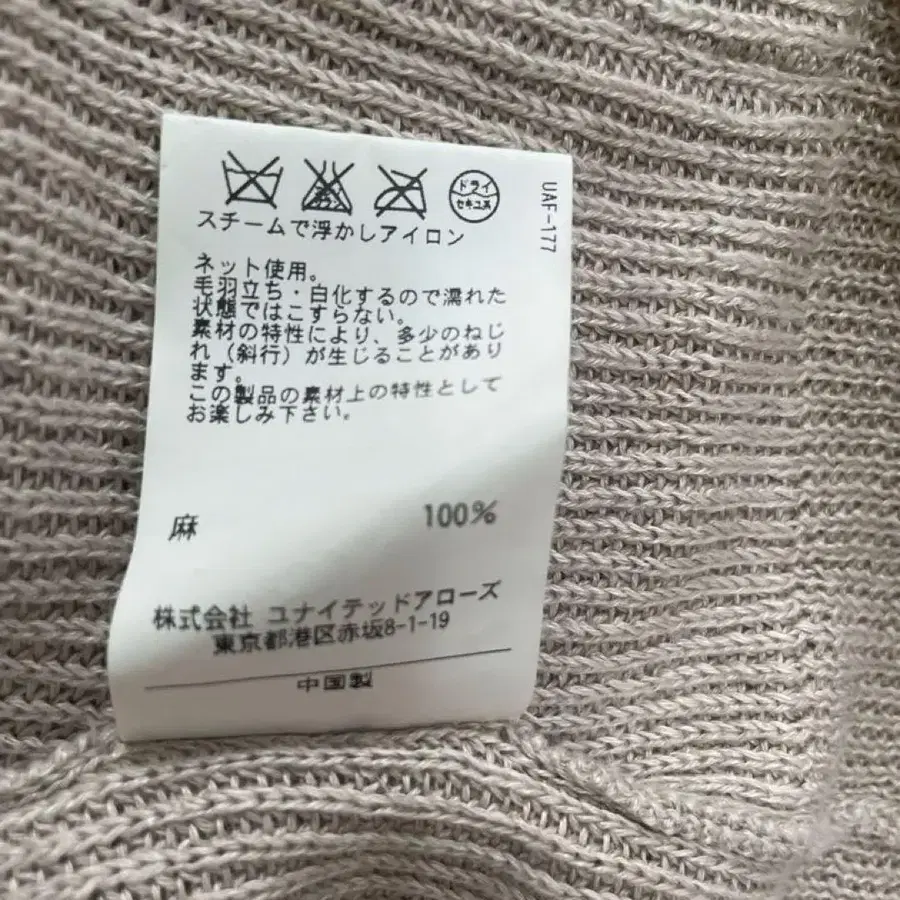 ドライ
セキユ系
UAF-177
スチームで浮かしアイロン
ネット使用。
毛羽立ち・白化するので濡れた
状態ではこすらない。
素材の特性により、多少のねじ
れ（斜行）が生じることがあり
ます。
この製品の素材上の特性として
お楽しみ下さい。
麻 100%
株式会社 ユナイテッドアローズ
東京都港区赤坂8-1-19
中国製